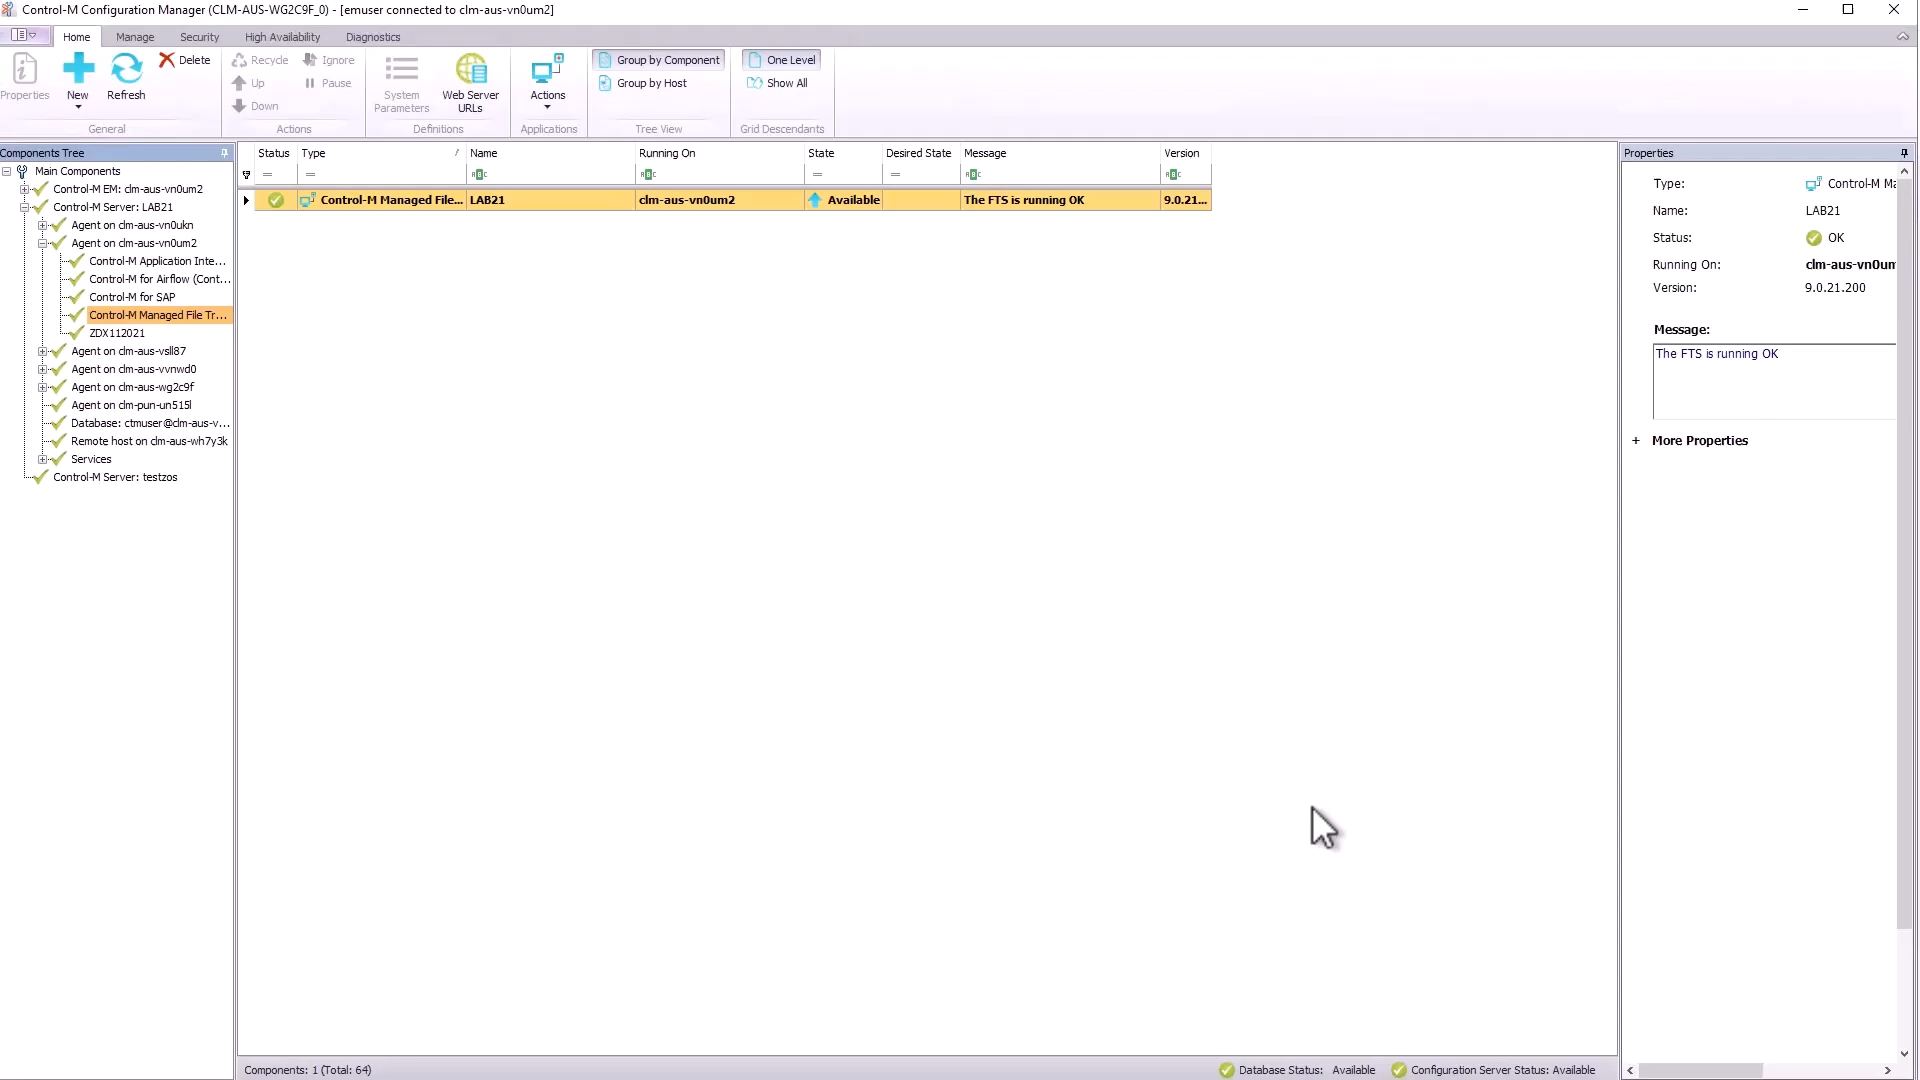 Control-M Configuration Manager (CLM-AUS-WG2C9F_0) - [emuser connected to clm-aus-vn0um2]
Home Manage Security High Availability Diagnostics
Properties
New
Refresh
Delete
General
Recycle
Up
Down
Ignore
Pause
Actions
System
Parameters
Web Server
URLs
Definitions
Actions
Applications
Group by Component
Group by Host
Tree View
One Level
Show All
Grid Descendants
Components Tree
Main Components
Control-M EM: clm-aus-vn0um2
Control-M Server: LAB21
Agent on clm-aus-vn0ukn
Agent on clm-aus-vn0um2
Control-M Application Inte...
Control-M for Airflow (Cont...
Control-M for SAP
Control-M Managed File Tr...
ZDX112021
Agent on clm-aus-vsll87
Agent on clm-aus-vvnwd0
Agent on clm-aus-wg2c9f
Agent on clm-pun-un515l
Database: ctmuser@clm-aus-v...
Remote host on clm-aus-wh7y3k
Services
Control-M Server: testzos
Status Type Name Running On State Desired State Message Version
Control-M Managed File... LAB21 clm-aus-vn0um2 Available The FTS is running OK 9.0.21...
Properties
Type: Control-M Ma
Name: LAB21
Status: OK
Running On: clm-aus-vn0um
Version: 9.0.21.200
Message:
The FTS is running OK
+ More Properties
Components: 1 (Total: 64)
Database Status: Available
Configuration Server Status: Available